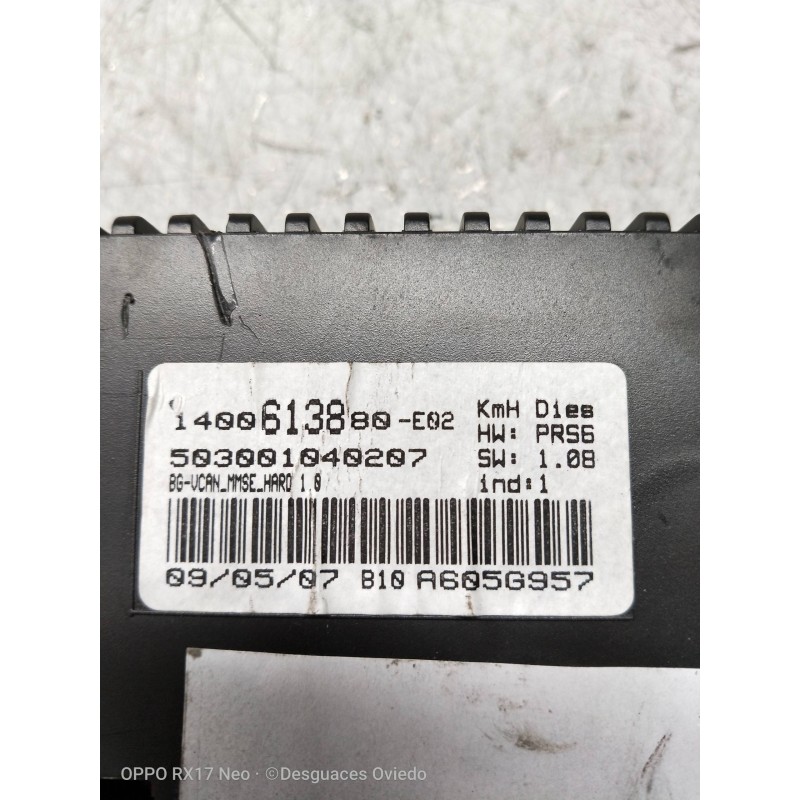 1400613880-E02
KmH Dies
HW: PRS6
503001040207
SW: 1.08
BG-VCAN_MMSE_HARD 1.0
ind:1
09/05/07 B10 A605G957
OPPO RX17 Neo · ©Desguaces Oviedo